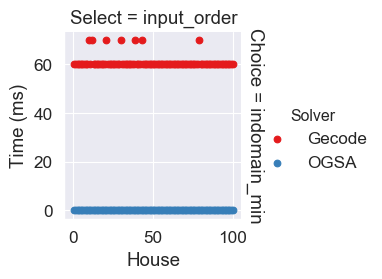 Select = input_order
Choice = indomain_min
Time (ms)
60
40
20
0
0 50 100
House
Solver
Gecode
OGSA